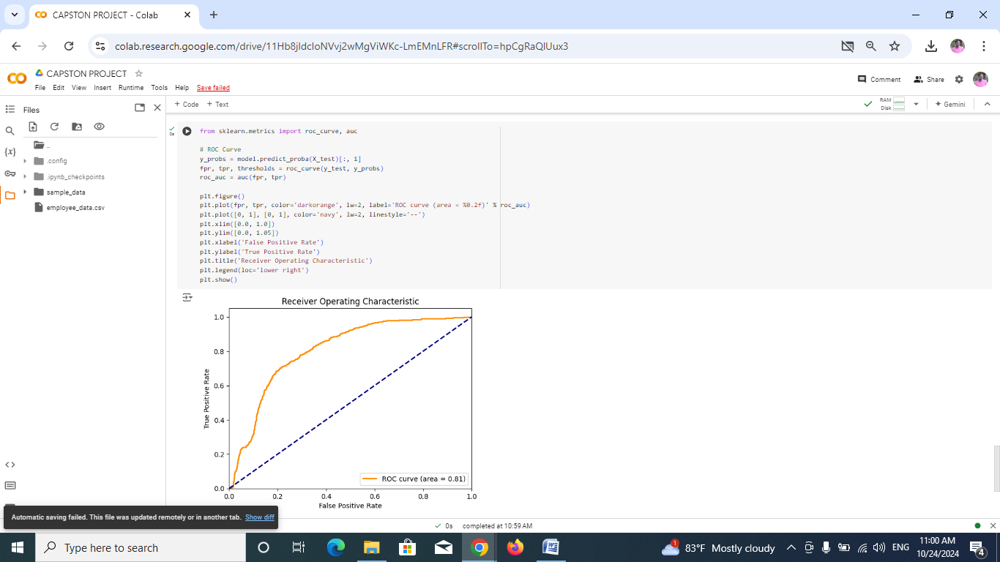 CAPSTON PROJECT - Colab
colab.research.google.com/drive/11Hb8jIdcIoNVvj2wMgViWKc-LmEMnLFR#scrollTo=hpCgRaQIUux3
CAPSTON PROJECT
File Edit View Insert Runtime Tools Help Save failed
Comment Share
Files
+ Code + Text
RAM
Disk
Gemini
..
.config
.ipynb_checkpoints
sample_data
employee_data.csv
0s
from sklearn.metrics import roc_curve, auc
# ROC Curve
y_probs = model.predict_proba(X_test)[:, 1]
fpr, tpr, thresholds = roc_curve(y_test, y_probs)
roc_auc = auc(fpr, tpr)
plt.figure()
plt.plot(fpr, tpr, color='darkorange', lw=2, label='ROC curve (area = %0.2f)' % roc_auc)
plt.plot([0, 1], [0, 1], color='navy', lw=2, linestyle='--')
plt.xlim([0.0, 1.0])
plt.ylim([0.0, 1.05])
plt.xlabel('False Positive Rate')
plt.ylabel('True Positive Rate')
plt.title('Receiver Operating Characteristic')
plt.legend(loc='lower right')
plt.show()
Receiver Operating Characteristic
1.0
0.8
0.6
0.4
0.2
0.0
True Positive Rate
ROC curve (area = 0.81)
0.0 0.2 0.4 0.6 0.8 1.0
False Positive Rate
Automatic saving failed. This file was updated remotely or in another tab. Show diff
0s completed at 10:59 AM
Type here to search
1
83°F Mostly cloudy
ENG
11:00 AM
10/24/2024
4